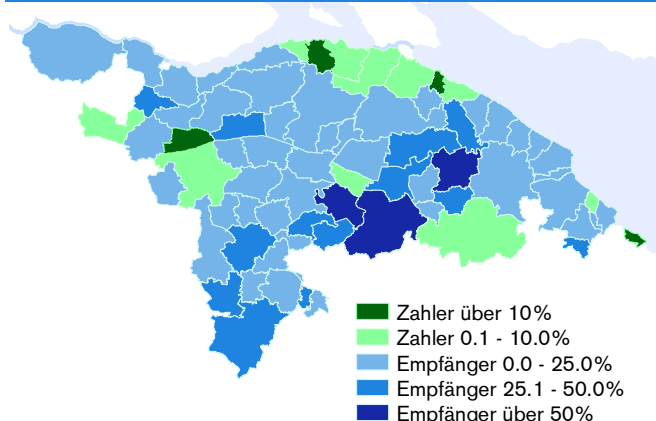 Zahler über 10%
Zahler 0.1 - 10.0%
Empfänger 0.0 - 25.0%
Empfänger 25.1 - 50.0%
Empfänger über 50%